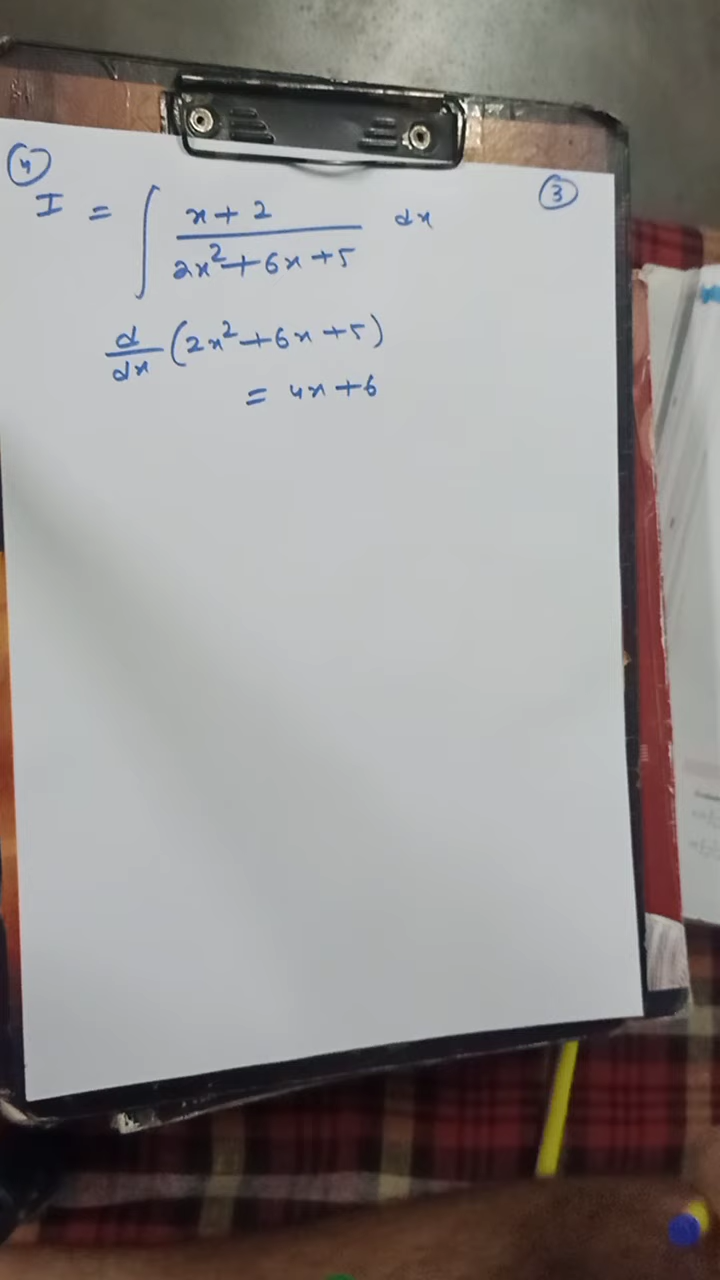 ④ ③
I = ∫ x+2 / 2x²+6x+5 dx
d/dx (2x²+6x+5)
= 4x+6